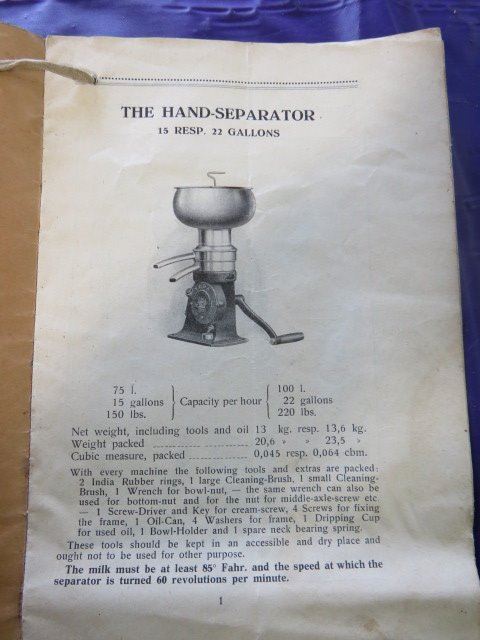 THE HAND-SEPARATOR
15 RESP. 22 GALLONS
75 l.
15 gallons
150 lbs.
Capacity per hour
100 l.
22 gallons
220 lbs.
Net weight, including tools and oil 13 kg. resp. 13,6 kg.
Weight packed 20,6 » » 23,5 »
Cubic measure, packed 0,045 resp. 0,064 cbm.
With every machine the following tools and extras are packed:
2 India Rubber rings, 1 large Cleaning-Brush, 1 small Cleaning-
Brush, 1 Wrench for bowl-nut, — the same wrench can also be
used for bottom-nut and for the nut for middle-axle-screw etc.
— 1 Screw-Driver and Key for cream-screw, 4 Screws for fixing
the frame, 1 Oil-Can, 4 Washers for frame, 1 Dripping Cup
for used oil, 1 Bowl-Holder and 1 spare neck bearing spring.
These tools should be kept in an accessible and dry place and
ought not to be used for other purpose.
The milk must be at least 85° Fahr. and the speed at which the
separator is turned 60 revolutions per minute.
1